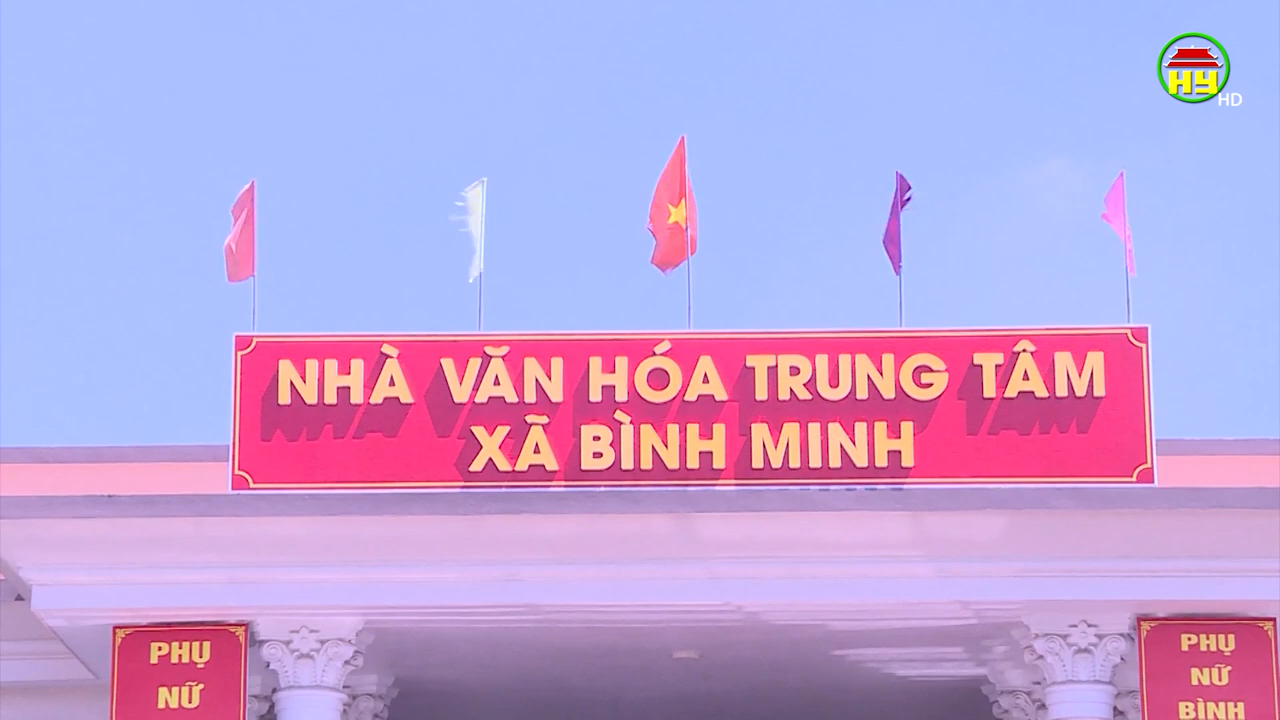 HY
HD
NHÀ VĂN HÓA TRUNG TÂM
XÃ BÌNH MINH
PHỤ
NỮ
PHỤ
NỮ
BÌNH